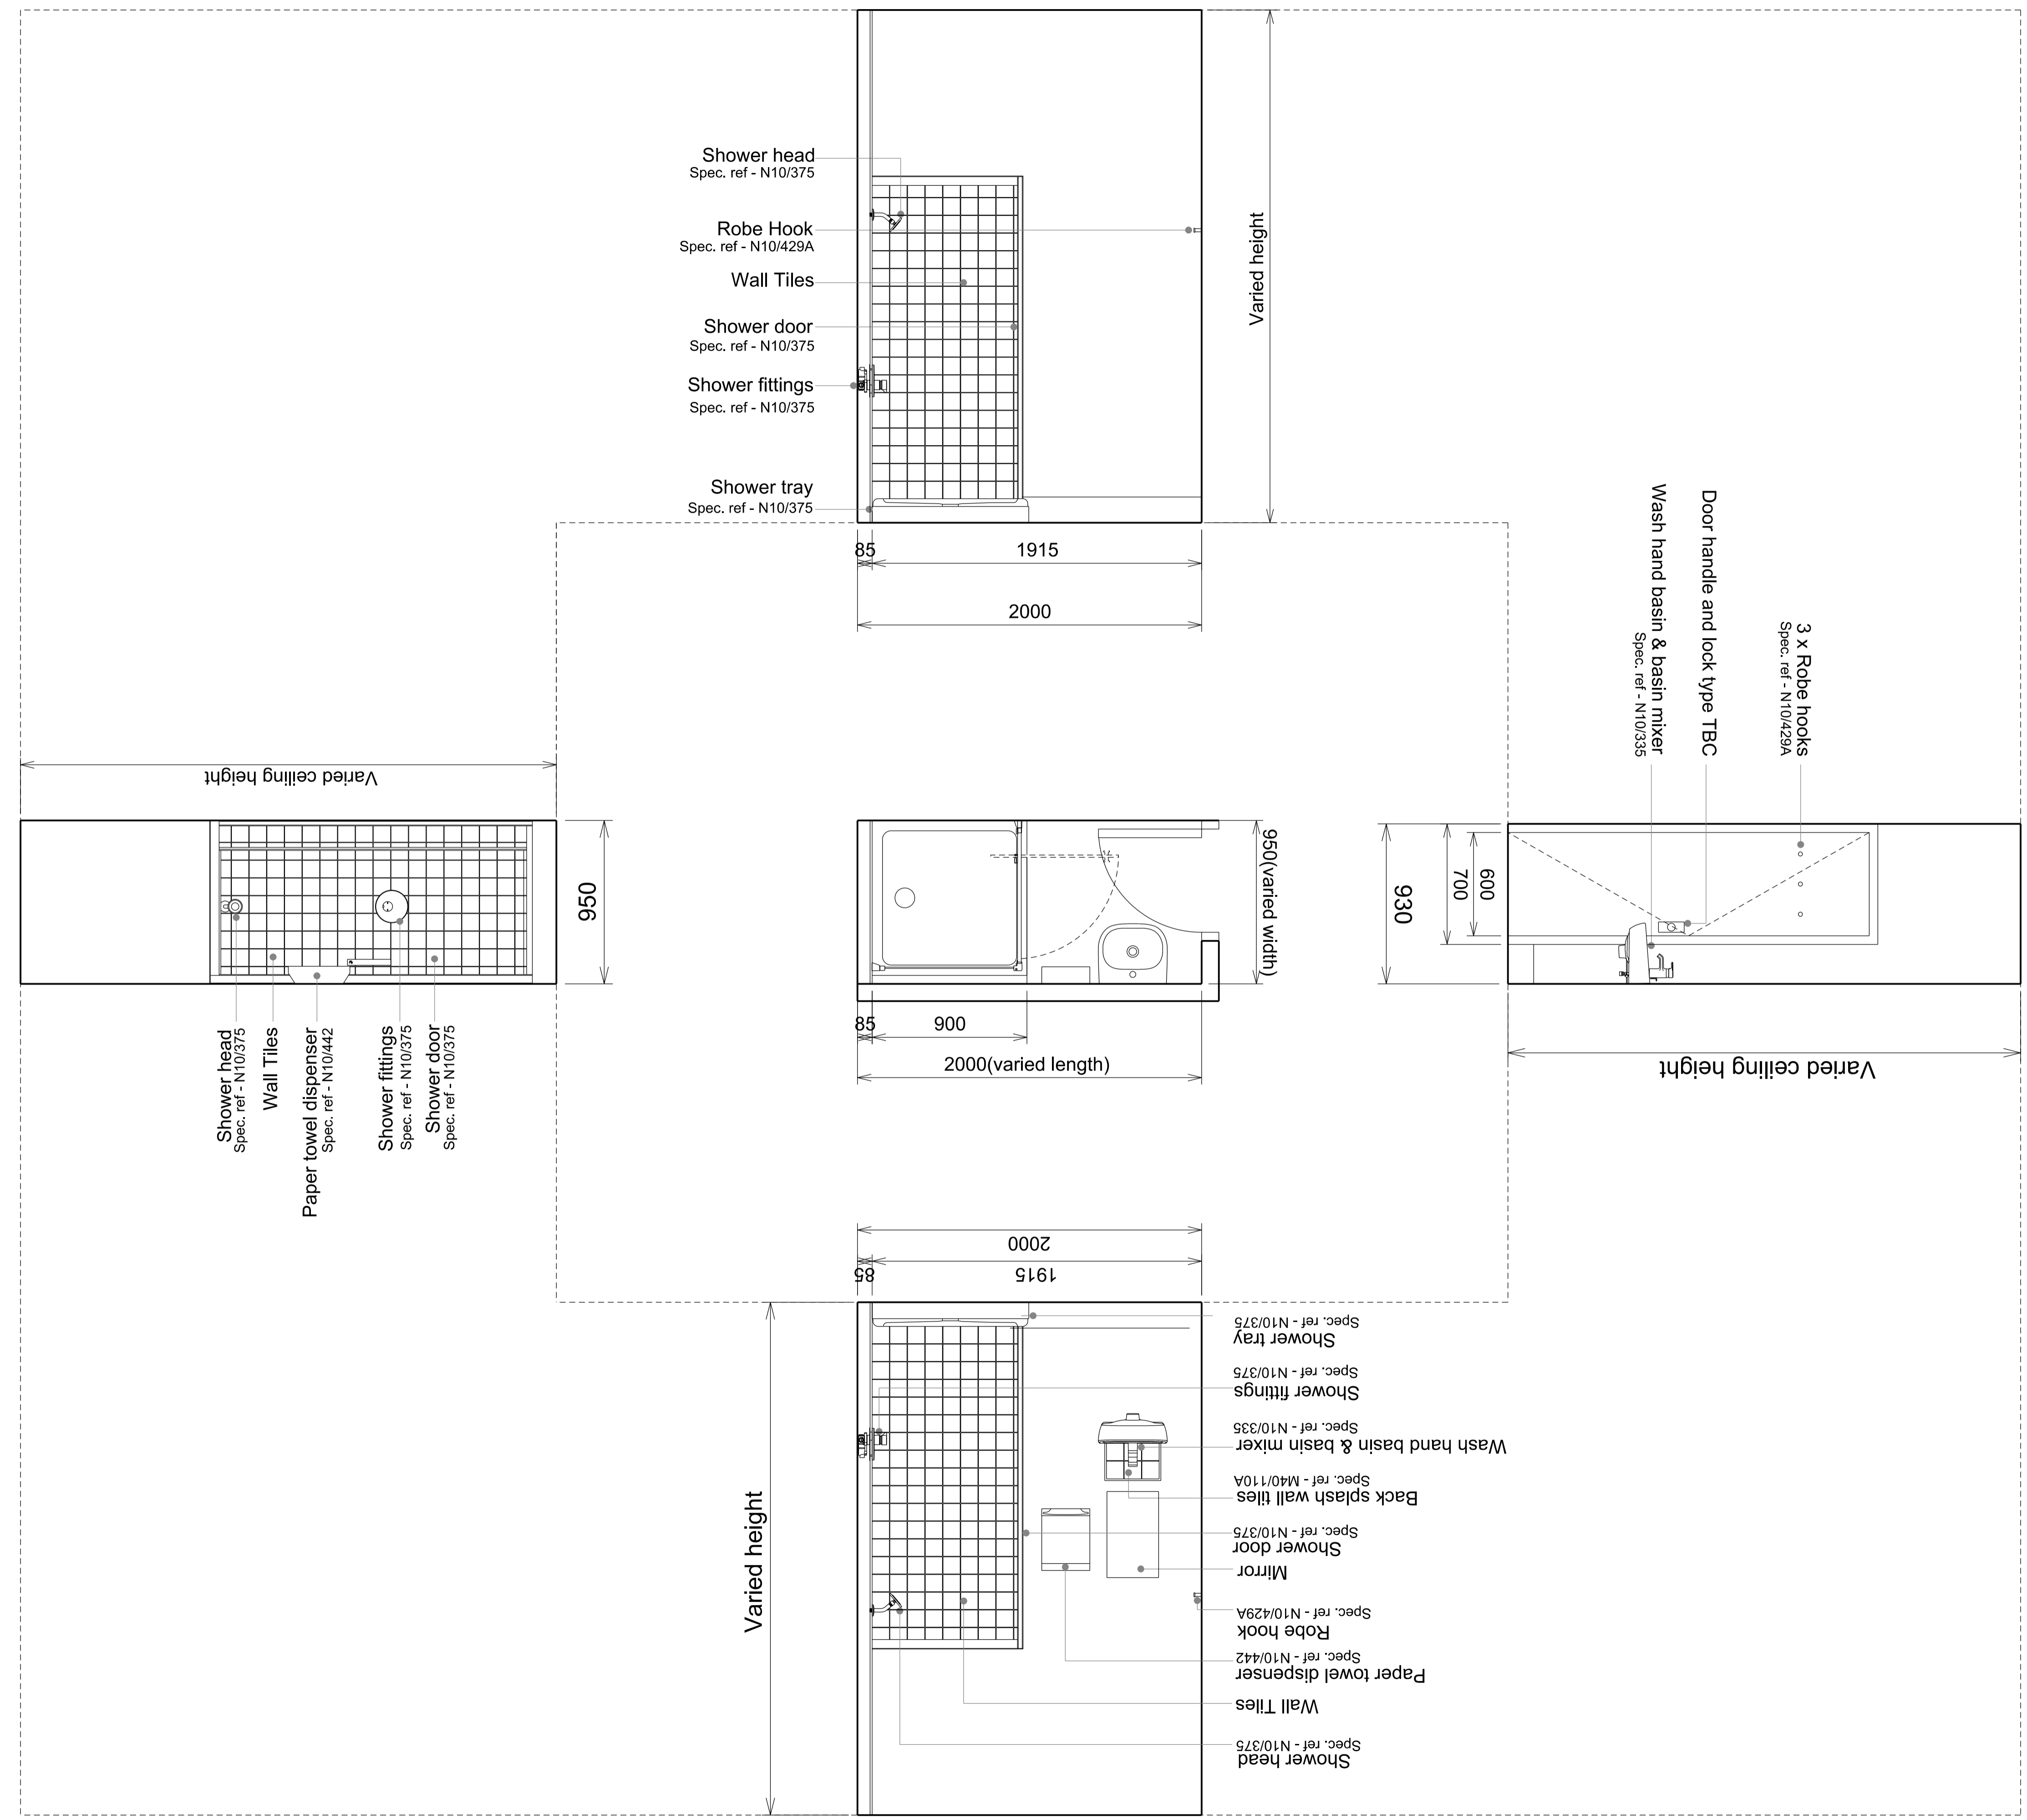 Shower head
Spec. ref - N10/375
Robe Hook
Spec. ref - N10/429A
Wall Tiles
Shower door
Spec. ref - N10/375
Shower fittings
Spec. ref - N10/375
Shower tray
Spec. ref - N10/375
Varied height
85
1915
2000
Wash hand basin & basin mixer
Spec. ref - N10/335
Door handle and lock type TBC
3 x Robe hooks
Spec. ref - N10/429A
Varied ceiling height
950
Shower head
Spec. ref - N10/375
Wall Tiles
Paper towel dispenser
Spec. ref - N10/442
Shower fittings
Spec. ref - N10/375
Shower door
Spec. ref - N10/375
950(varied width)
85
900
2000(varied length)
930
700
600
Varied ceiling height
2000
85
1915
Varied height
Shower tray
Spec. ref - N10/375
Shower fittings
Spec. ref - N10/375
Wash hand basin & basin mixer
Spec. ref - N10/335
Back splash wall tiles
Spec. ref - M40/110A
Shower door
Spec. ref - N10/375
Mirror
Robe hook
Spec. ref - N10/429A
Paper towel dispenser
Spec. ref - N10/442
Wall Tiles
Shower head
Spec. ref - N10/375